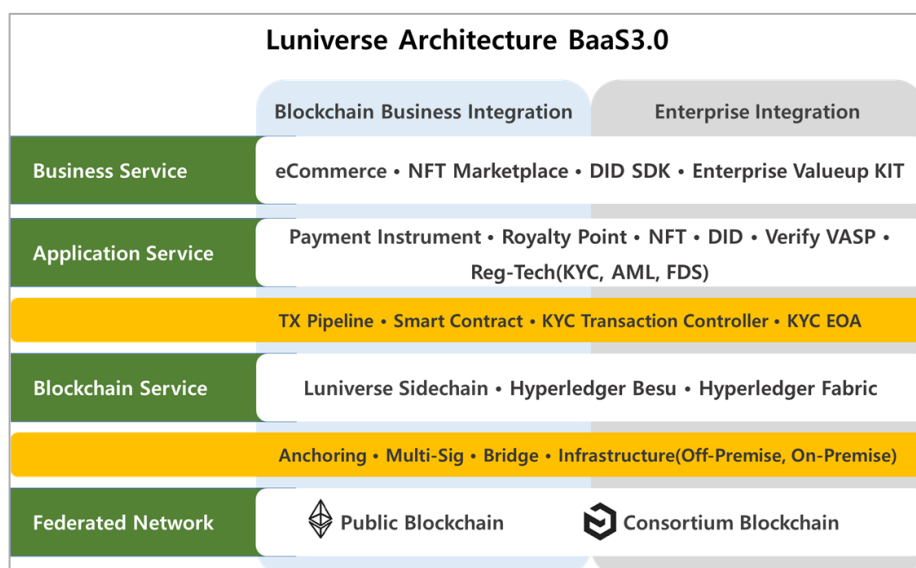 Luniverse Architecture BaaS3.0
Blockchain Business Integration
Enterprise Integration
Business Service
eCommerce • NFT Marketplace • DID SDK • Enterprise Valueup KIT
Application Service
Payment Instrument • Royalty Point • NFT • DID • Verify VASP •
Reg-Tech(KYC, AML, FDS)
TX Pipeline • Smart Contract • KYC Transaction Controller • KYC EOA
Blockchain Service
Luniverse Sidechain • Hyperledger Besu • Hyperledger Fabric
Anchoring • Multi-Sig • Bridge • Infrastructure(Off-Premise, On-Premise)
Federated Network
Public Blockchain
Consortium Blockchain